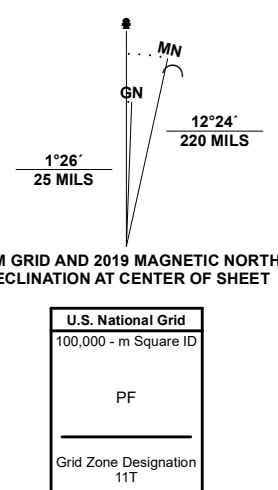 MN
GN
12°24´
220 MILS
1°26´
25 MILS
M GRID AND 2019 MAGNETIC NORTH
ECLINATION AT CENTER OF SHEET
U.S. National Grid
100,000 - m Square ID
PF
Grid Zone Designation
11T